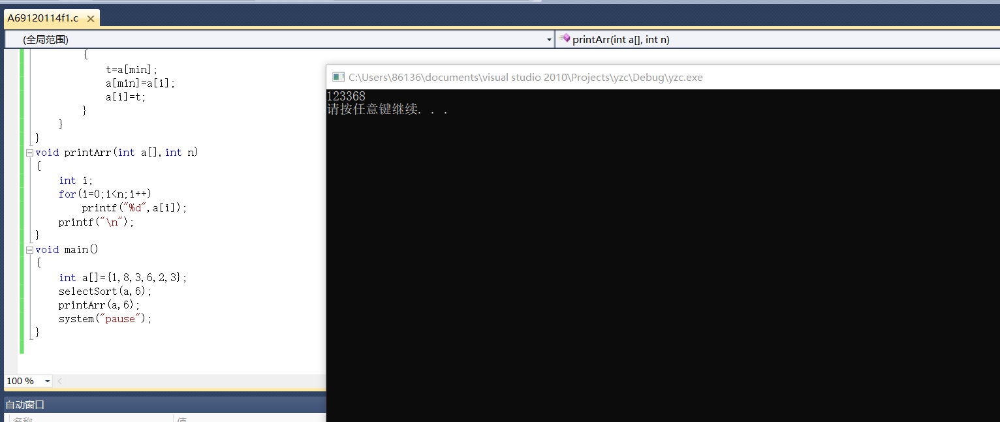 A69120114f1.c
(全局范围)
printArr(int a[], int n)
{
t=a[min];
a[min]=a[i];
a[i]=t;
}
}
}
void printArr(int a[],int n)
{
int i;
for(i=0;i<n;i++)
printf("%d",a[i]);
printf("\n");
}
void main()
{
int a[]={1,8,3,6,2,3};
selectSort(a,6);
printArr(a,6);
system("pause");
}
100 %
自动窗口
名称
值
C:\Users\86136\documents\visual studio 2010\Projects\yzc\Debug\yzc.exe
123368
请按任意键继续. . .